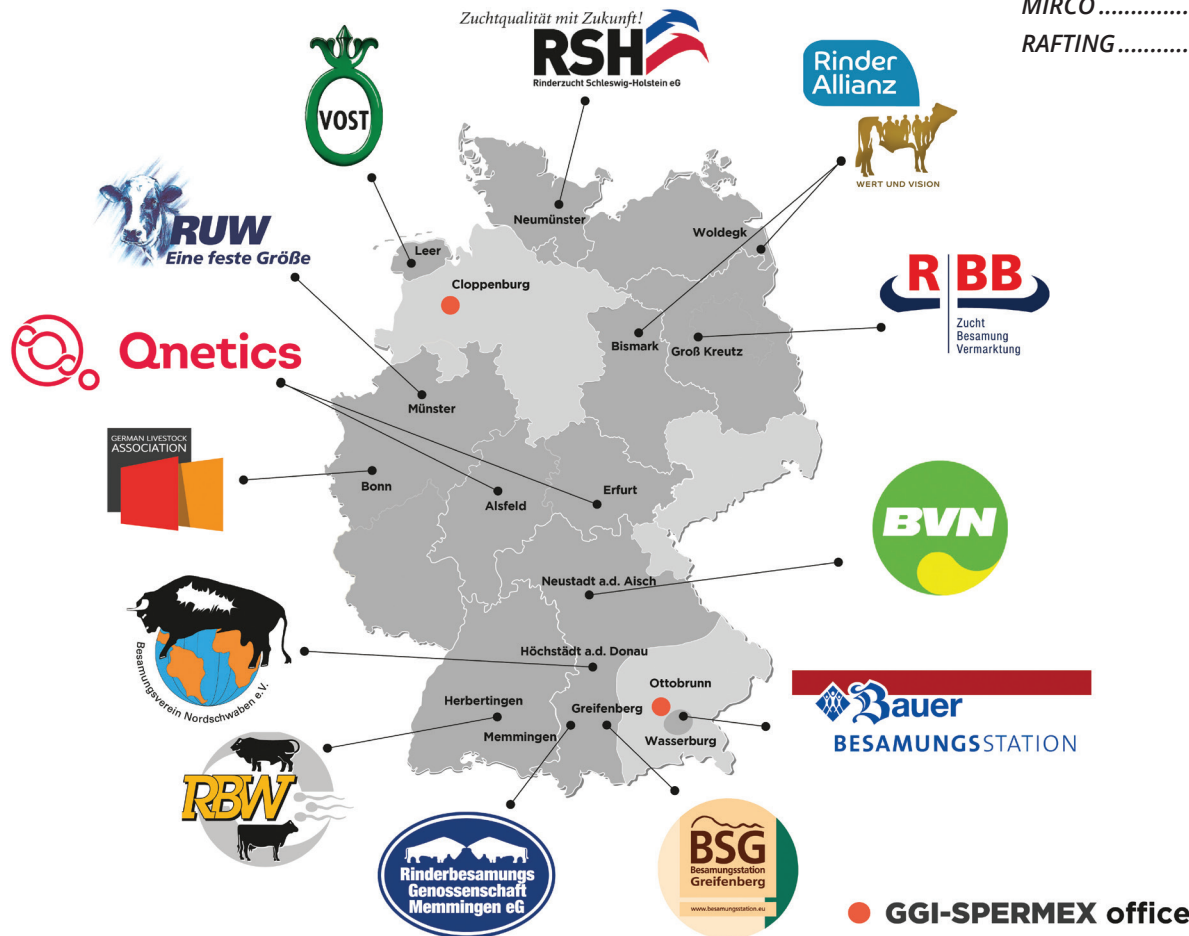 MIRCO.............
RAFTING...........
Zuchtqualität mit Zukunft!
RSH
Rinderzucht Schleswig-Holstein eG
VOST
Rinder
Allianz
WERT UND VISION
RUW
Eine feste Größe
Neumünster
Woldegk
Leer
Cloppenburg
RBB
Zucht
Besamung
Vermarktung
Qnetics
Bismark
Groß Kreutz
Münster
GERMAN LIVESTOCK
ASSOCIATION
Bonn
Alsfeld
Erfurt
BVN
Neustadt a.d. Aisch
Besamungsverein Nordschwaben e.V.
Höchstädt a.d. Donau
Ottobrunn
Herbertingen
Greifenberg
Memmingen
Wasserburg
Bauer
BESAMUNGSSTATION
RBW
Rinderbesamungs
Genossenschaft
Memmingen eG
BSG
Besamungsstation
Greifenberg
www.besamungsstation.eu
GGI-SPERMEX office